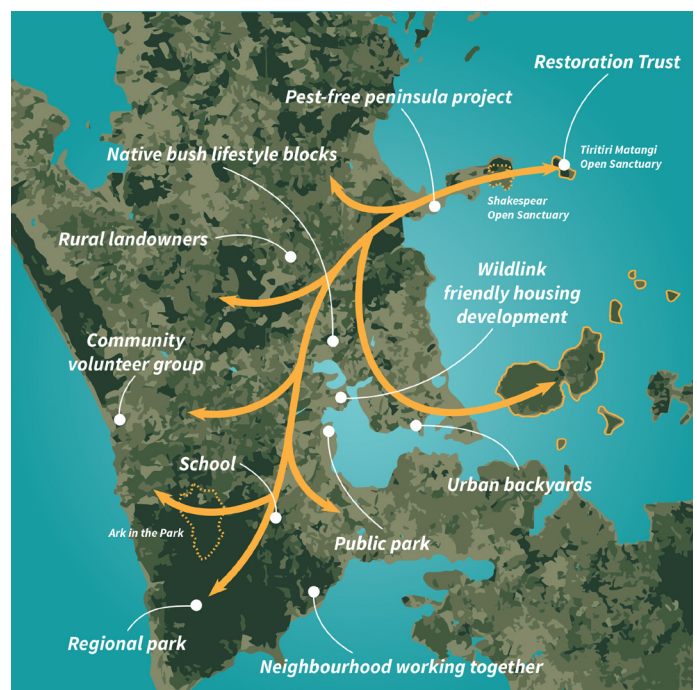 Restoration Trust
Pest-free peninsula project
Native bush lifestyle blocks
Tiritiri Matangi
Open Sanctuary
Shakespear
Open Sanctuary
Rural landowners
Wildlink
friendly housing
development
Community
volunteer group
School
Urban backyards
Ark in the Park
Public park
Regional park
Neighbourhood working together